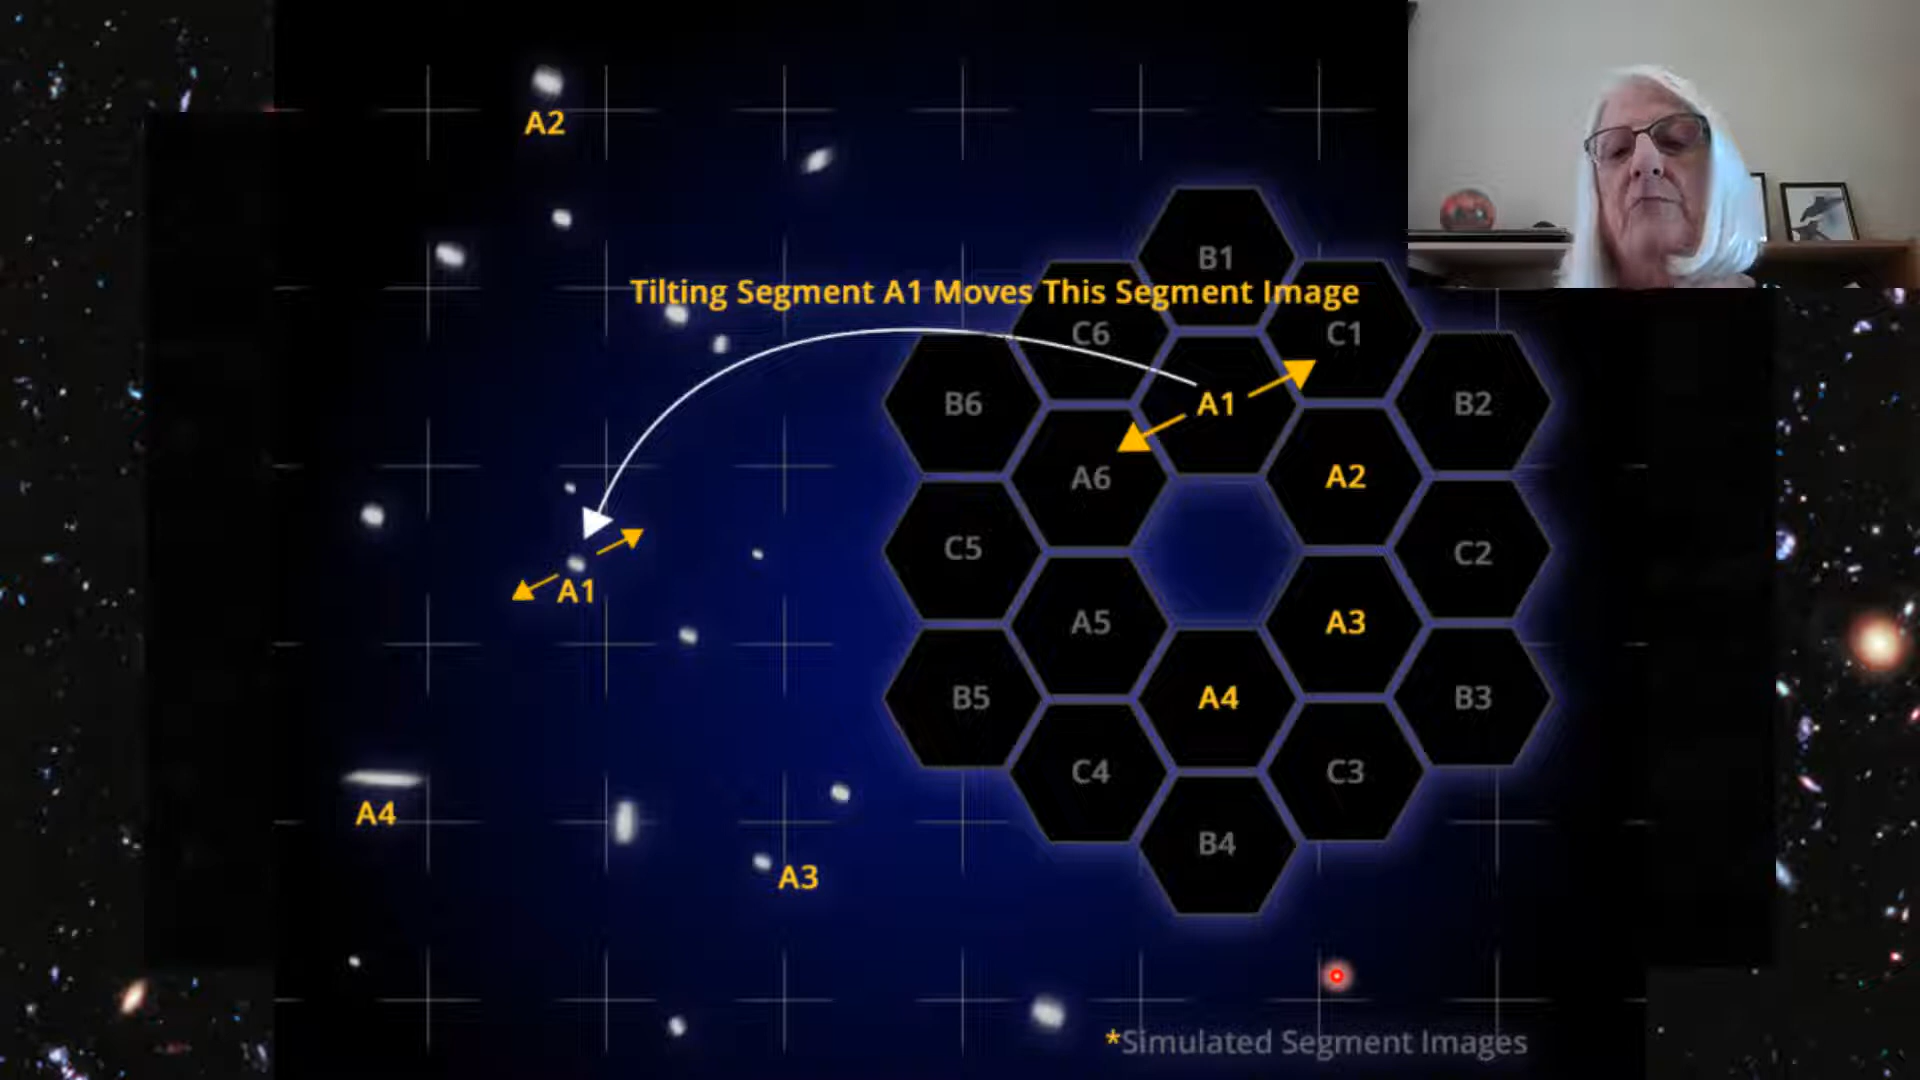 A2
B1
Tilting Segment A1 Moves This Segment Image
C6
C1
B6
A1
B2
A6
A2
C5
C2
A1
A5
A3
B5
A4
B3
C4
C3
A4
B4
A3
*Simulated Segment Images